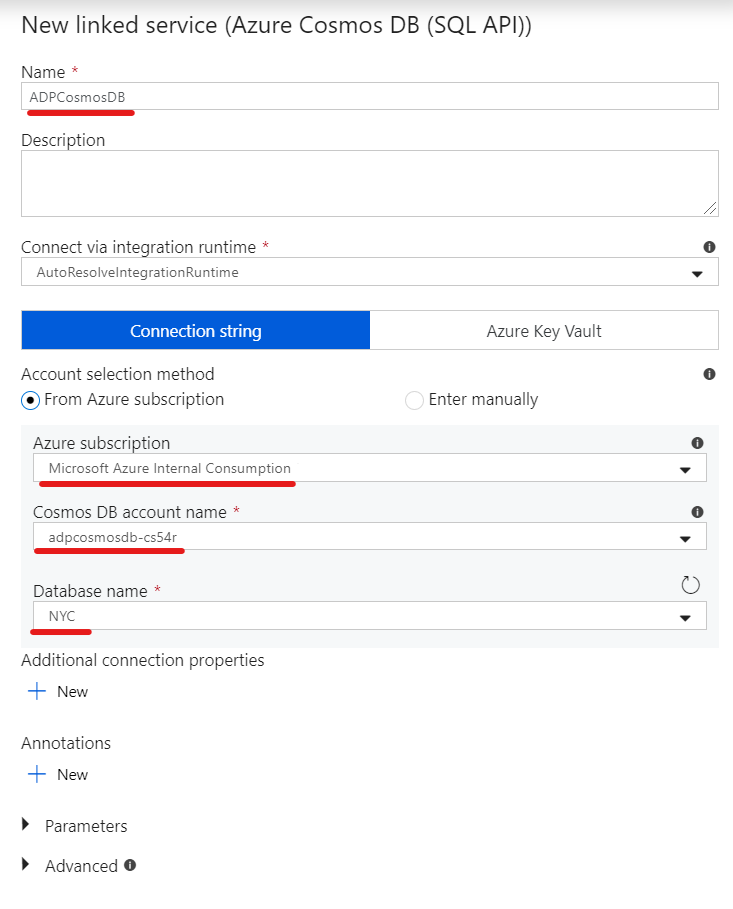 New linked service (Azure Cosmos DB (SQL API))
Name *
ADPCosmosDB
Description
Connect via integration runtime *
AutoResolveIntegrationRuntime
Connection string
Azure Key Vault
Account selection method
From Azure subscription
Enter manually
Azure subscription
Microsoft Azure Internal Consumption
Cosmos DB account name *
adpcosmosdb-cs54r
Database name *
NYC
Additional connection properties
New
Annotations
New
Parameters
Advanced